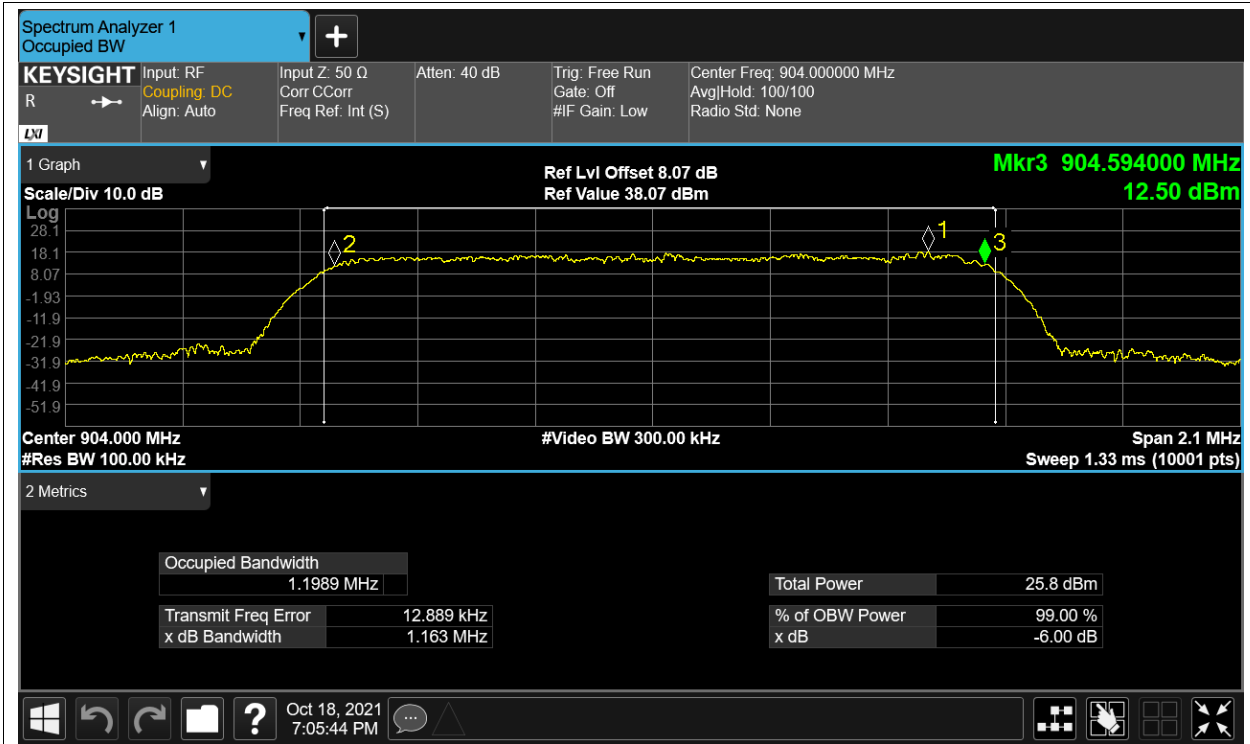 Spectrum Analyzer 1
Occupied BW
KEYSIGHT
R
LXI
Input: RF
Coupling: DC
Align: Auto
Input Z: 50 Ω
Corr CCorr
Freq Ref: Int (S)
Atten: 40 dB
Trig: Free Run
Gate: Off
#IF Gain: Low
Center Freq: 904.000000 MHz
Avg|Hold: 100/100
Radio Std: None
1 Graph
Scale/Div 10.0 dB
Ref Lvl Offset 8.07 dB
Ref Value 38.07 dBm
Mkr3 904.594000 MHz
12.50 dBm
Log
28.1
18.1
8.07
-1.93
-11.9
-21.9
-31.9
-41.9
-51.9
2
1
3
Center 904.000 MHz
#Video BW 300.00 kHz
Span 2.1 MHz
#Res BW 100.00 kHz
Sweep 1.33 ms (10001 pts)
2 Metrics
Occupied Bandwidth
1.1989 MHz
Total Power 25.8 dBm
Transmit Freq Error 12.889 kHz
% of OBW Power 99.00 %
x dB Bandwidth 1.163 MHz
x dB -6.00 dB
?
Oct 18, 2021
7:05:44 PM